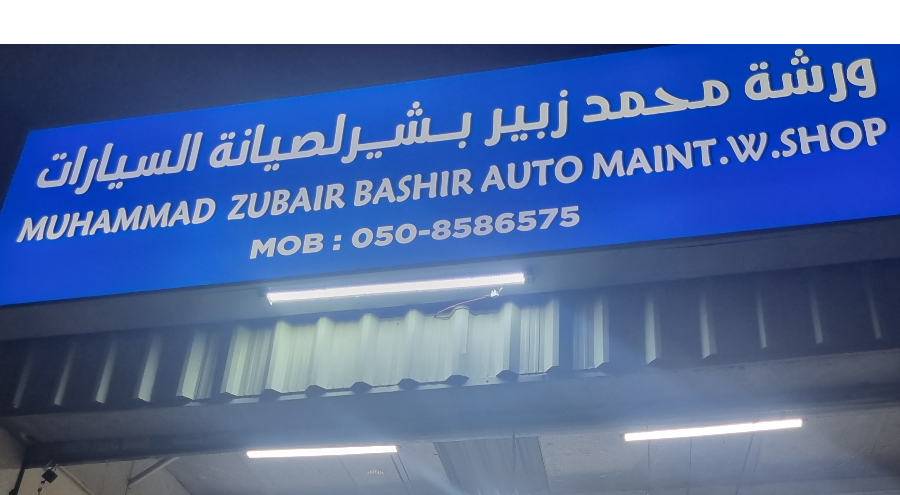 ورشة محمد زبير بشير لصيانة السيارات
MUHAMMAD ZUBAIR BASHIR AUTO MAINT.W.SHOP
MOB : 050-8586575